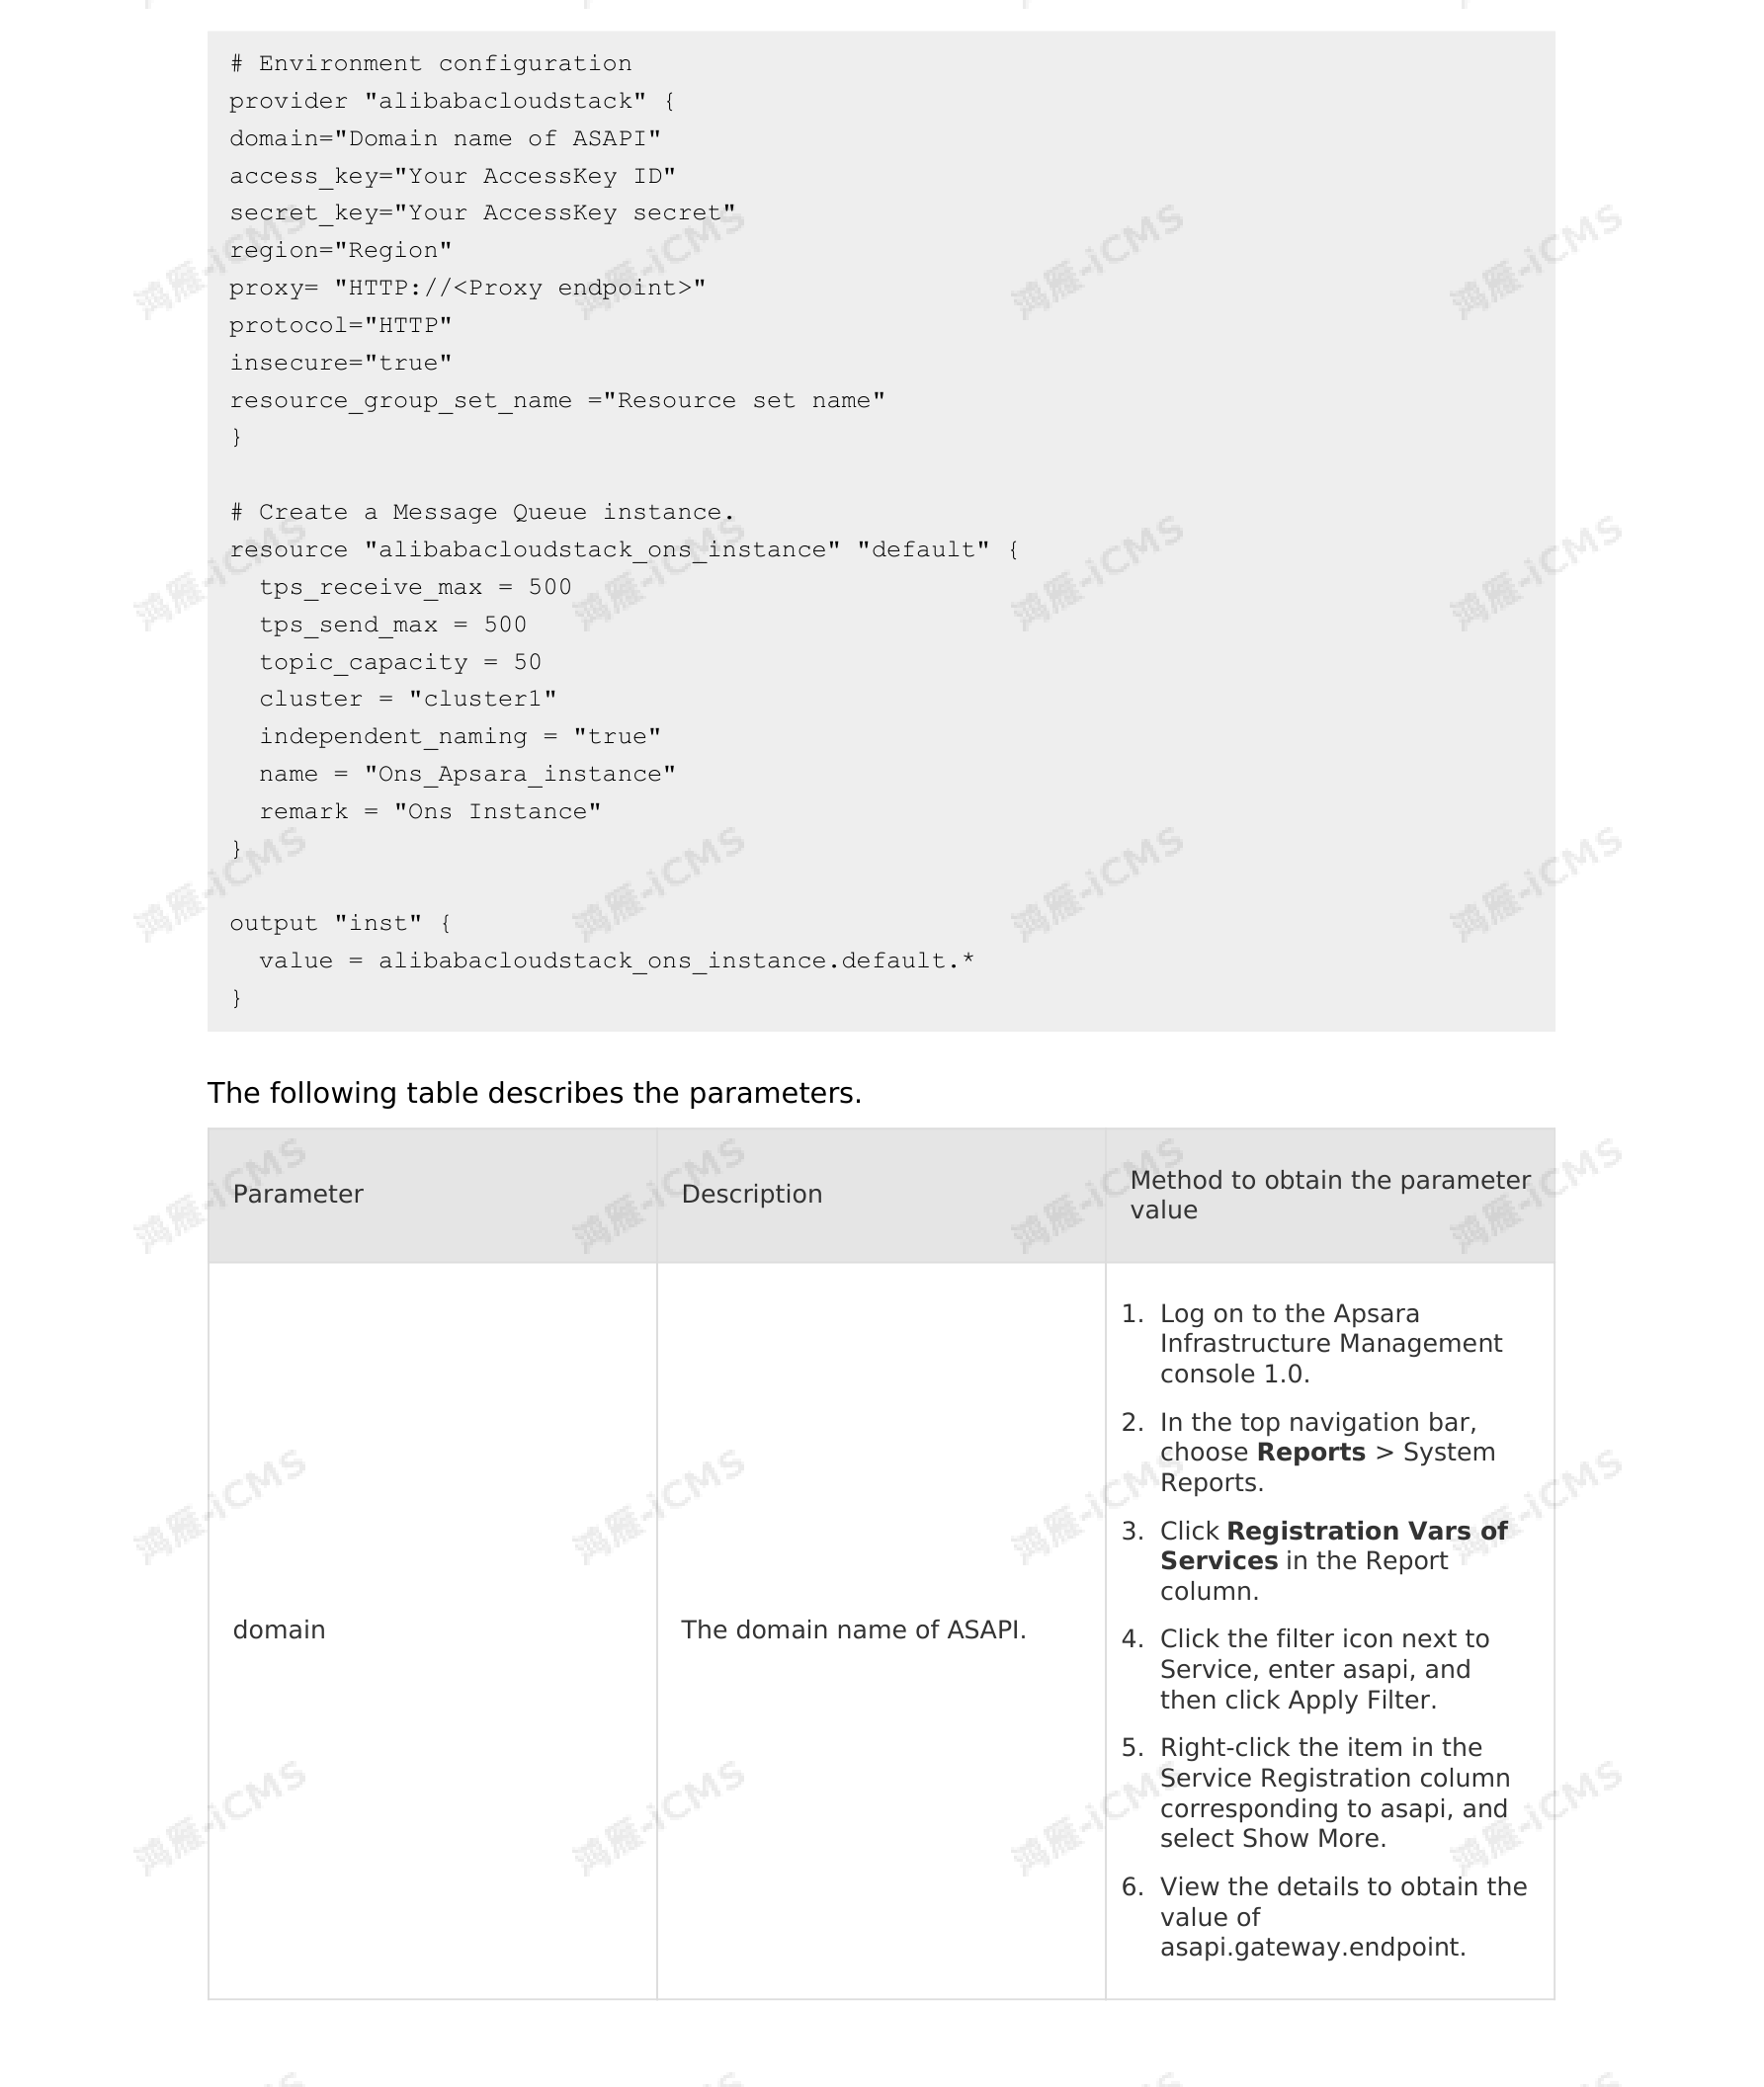 # Environment configuration
provider "alibabacloudstack" {
domain="Domain name of ASAPI"
access_key="Your AccessKey ID"
secret_key="Your AccessKey secret"
region="Region"
proxy= "HTTP://<Proxy endpoint>"
protocol="HTTP"
insecure="true"
resource_group_set_name ="Resource set name"
}
# Create a Message Queue instance.
resource "alibabacloudstack_ons_instance" "default" {
  tps_receive_max = 500
  tps_send_max = 500
  topic_capacity = 50
  cluster = "cluster1"
  independent_naming = "true"
  name = "Ons_Apsara_instance"
  remark = "Ons Instance"
}
output "inst" {
  value = alibabacloudstack_ons_instance.default.*
}
The following table describes the parameters.
Parameter
Description
Method to obtain the parameter
value
domain
The domain name of ASAPI.
1. Log on to the Apsara
Infrastructure Management
console 1.0.
2. In the top navigation bar,
choose Reports > System
Reports.
3. Click Registration Vars of
Services in the Report
column.
4. Click the filter icon next to
Service, enter asapi, and
then click Apply Filter.
5. Right-click the item in the
Service Registration column
corresponding to asapi, and
select Show More.
6. View the details to obtain the
value of
asapi.gateway.endpoint.
鸿雁-iCMS